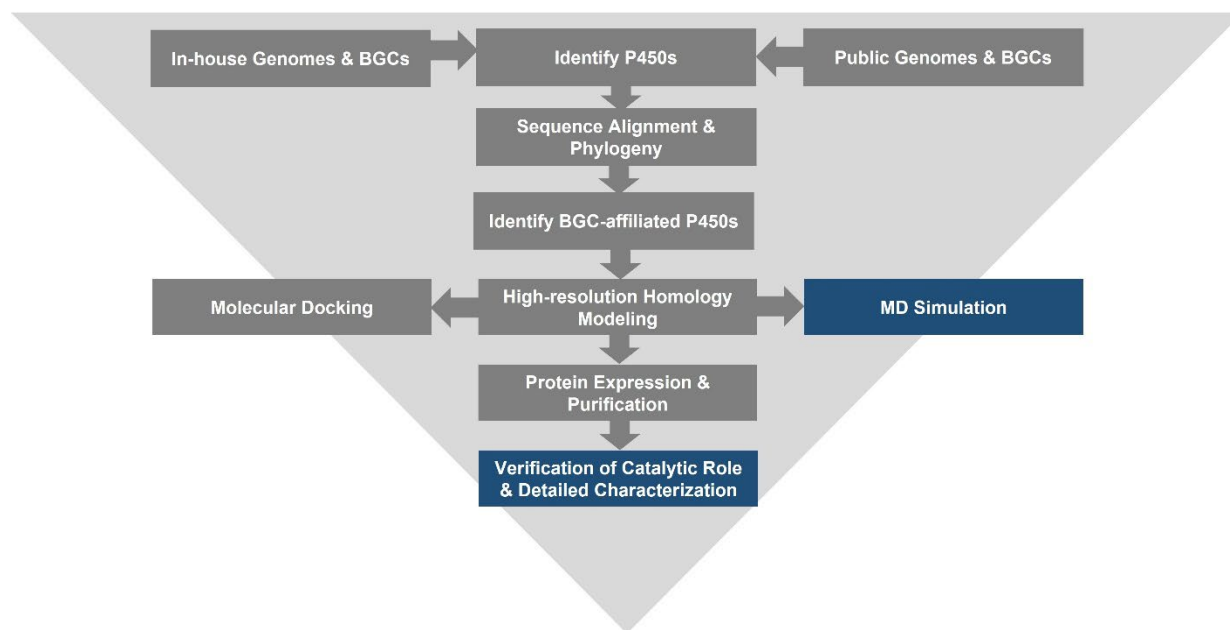 In-house Genomes & BGCs
Identify P450s
Public Genomes & BGCs
Sequence Alignment &
Phylogeny
Identify BGC-affiliated P450s
Molecular Docking
High-resolution Homology
Modeling
MD Simulation
Protein Expression &
Purification
Verification of Catalytic Role
& Detailed Characterization